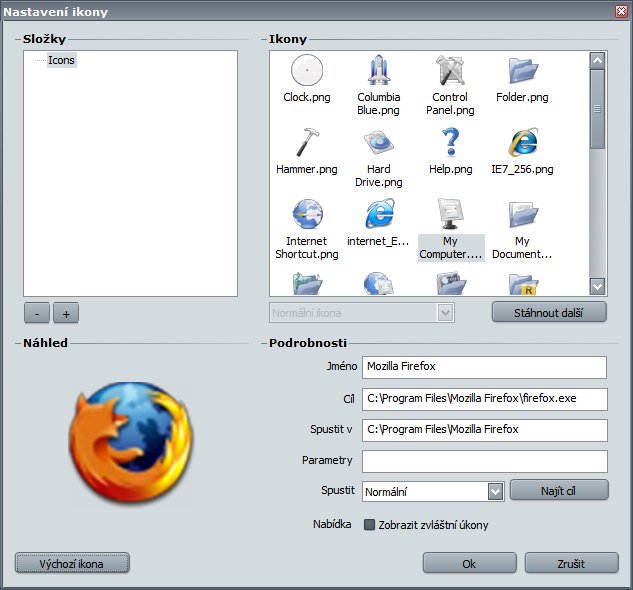 Nastavení ikony
Složky
Icons
- +
Ikony
Clock.png Columbia Control Folder.png
Blue.png Panel.png
Hammer.png Hard Help.png IE7_256.png
Drive.png
Internet internet_E... My My
Shortcut.png Computer.... Document...
R
Normální ikona Stáhnout další
Náhled
Podrobnosti
Jméno Mozilla Firefox
Cíl C:\Program Files\Mozilla Firefox\firefox.exe
Spustit v C:\Program Files\Mozilla Firefox
Parametry
Spustit Normální Najít cíl
Nabídka Zobrazit zvláštní úkony
Výchozí ikona Ok Zrušit